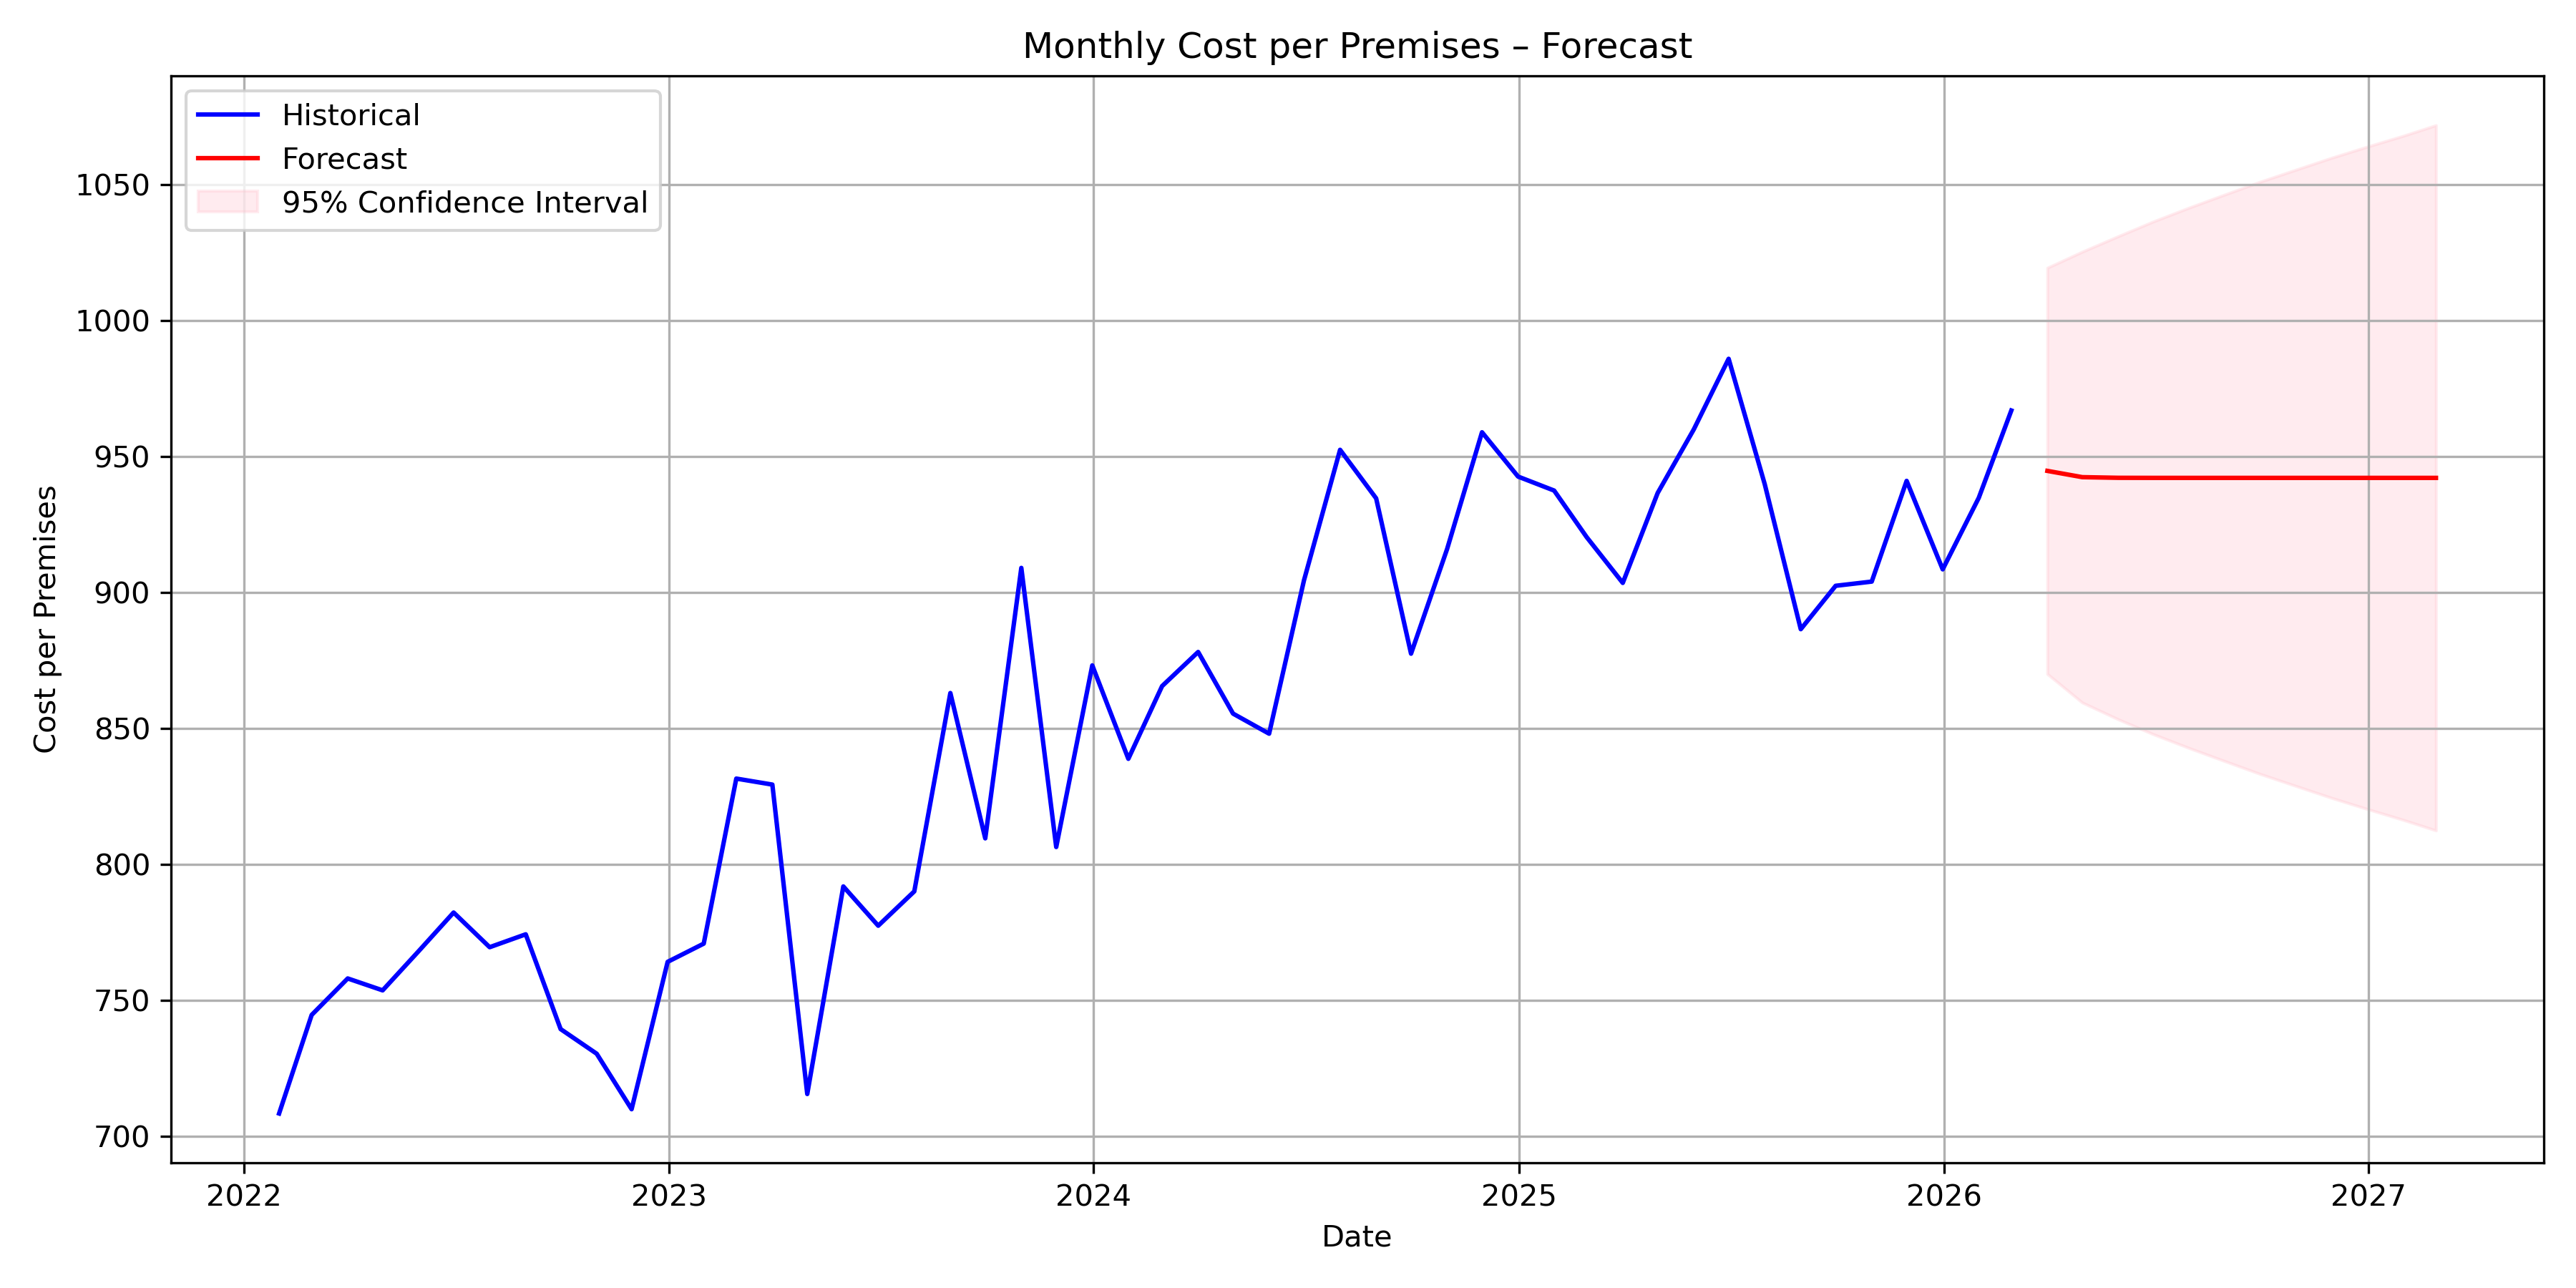 Monthly Cost per Premises – Forecast
Historical
Forecast
95% Confidence Interval
1050
1000
950
900
850
800
750
700
Cost per Premises
2022 2023 2024 2025 2026 2027
Date